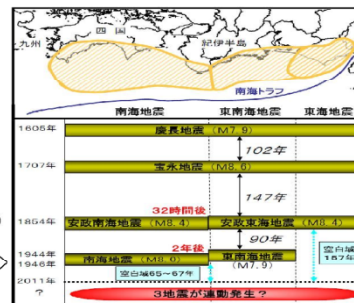 四国
九州
紀伊半島
南海トラフ
南海地震 東南海地震 東海地震
1605年 慶長地震(M7.9)
102年
1707年 宝永地震(M8.6)
147年
32時間後
1854年 安政南海地震(M8.4) 安政東海地震(M8.4)
2年後 90年
1944年 東南海地震(M7.9)
1946年 南海地震(M8.0)
空白域65~67年
空白域157年
2011年
? 3地震が連動発生?